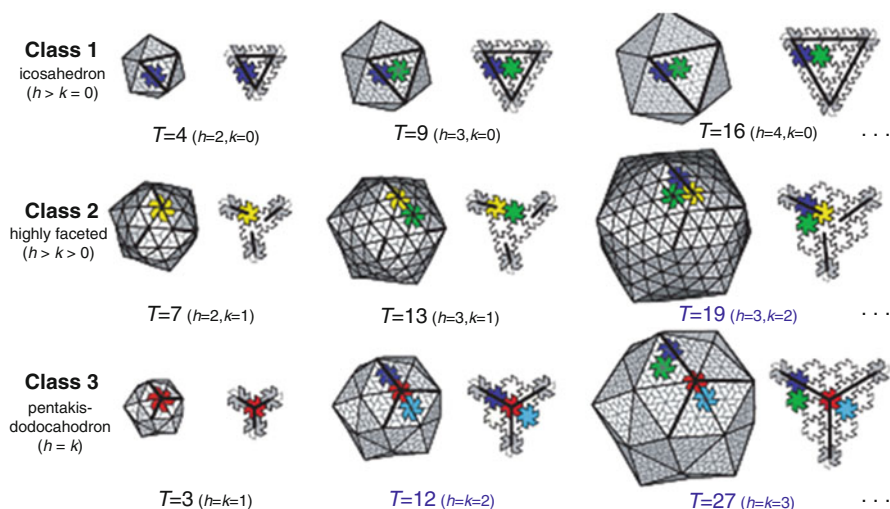 Class 1
icosahedron
(h > k = 0)
T=4 (h=2,k=0)
T=9 (h=3,k=0)
T=16 (h=4,k=0)
. . .
Class 2
highly faceted
(h > k > 0)
T=7 (h=2,k=1)
T=13 (h=3,k=1)
T=19 (h=3,k=2)
. . .
Class 3
pentakis-
dodocahodron
(h = k)
T=3 (h=k=1)
T=12 (h=k=2)
T=27 (h=k=3)
. . .